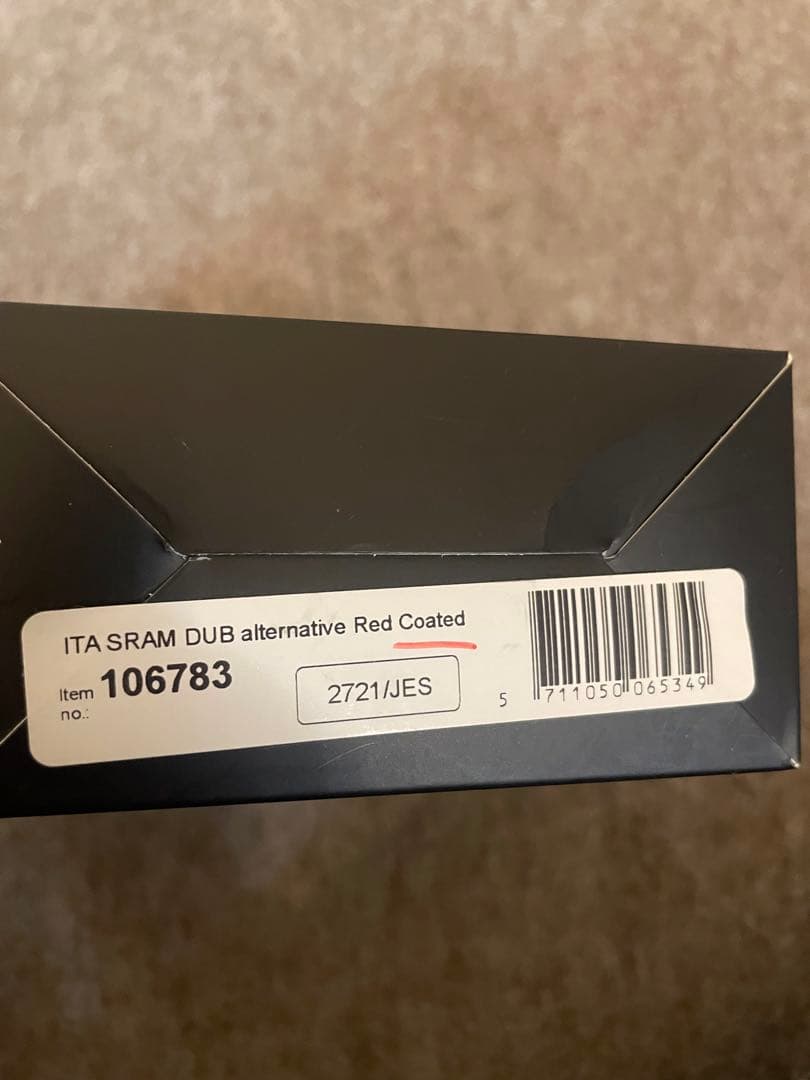 ITA SRAM DUB alternative Red Coated
Item no.: 106783
2721/JES
5 711050 065349